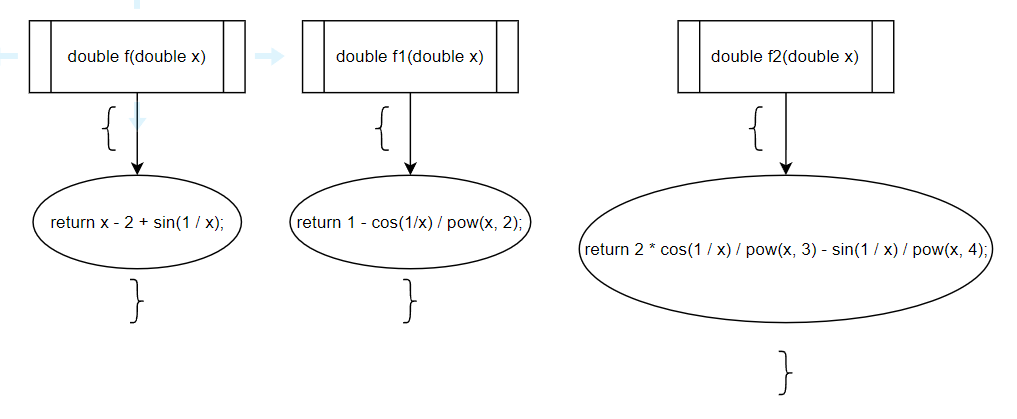 double f(double x)
double f1(double x)
double f2(double x)
{
{
{
return x - 2 + sin(1 / x);
return 1 - cos(1/x) / pow(x, 2);
return 2 * cos(1 / x) / pow(x, 3) - sin(1 / x) / pow(x, 4);
}
}
}